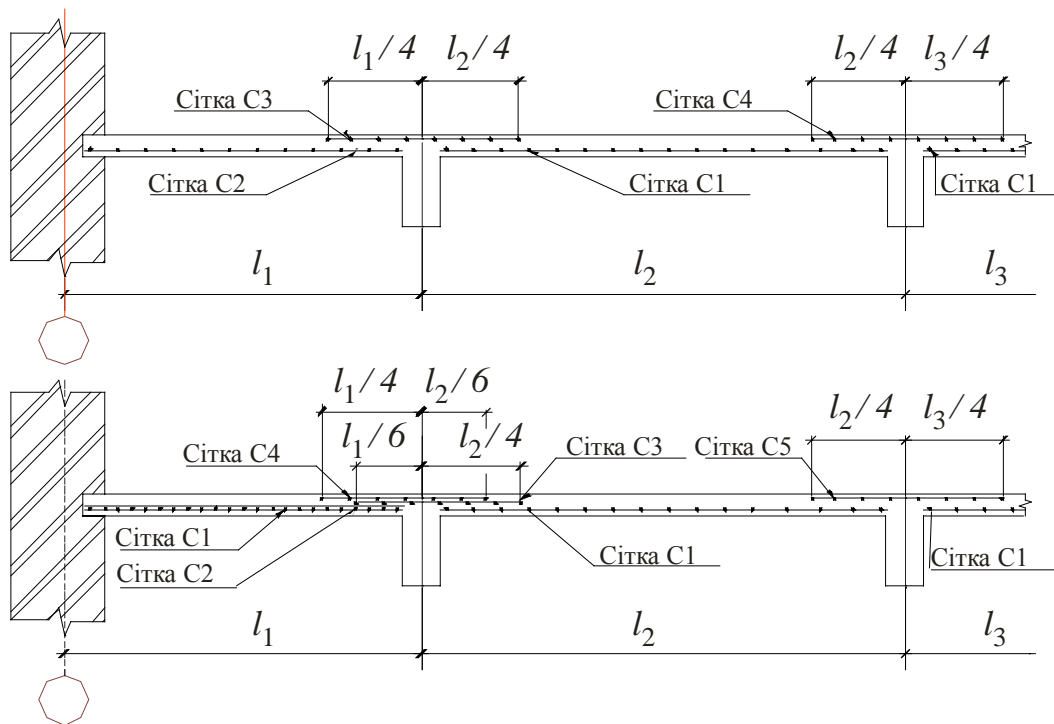 l1/4 l2/4 l2/4 l3/4
Сітка С3 Сітка С4
Сітка С2 Сітка С1 Сітка С1
l1 l2 l3
l1/4 l2/6 l2/4 l3/4
l1/6 l2/4
Сітка С4 Сітка С3 Сітка С5
Сітка С1 Сітка С1 Сітка С1
Сітка С2
l1 l2 l3